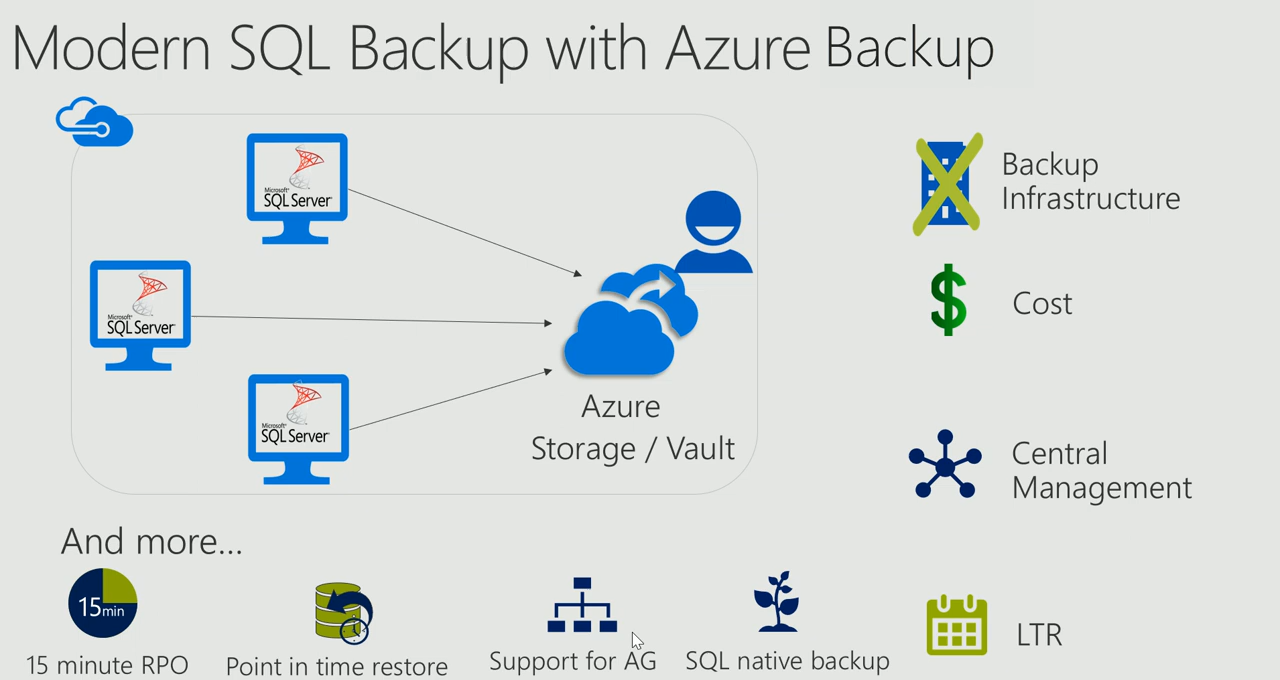 Modern SQL Backup with Azure Backup
Microsoft®
SQL Server®
Microsoft®
SQL Server®
Microsoft®
SQL Server®
Azure
Storage / Vault
Backup
Infrastructure
Cost
Central
Management
LTR
And more...
15min
15 minute RPO
Point in time restore
Support for AG
SQL native backup